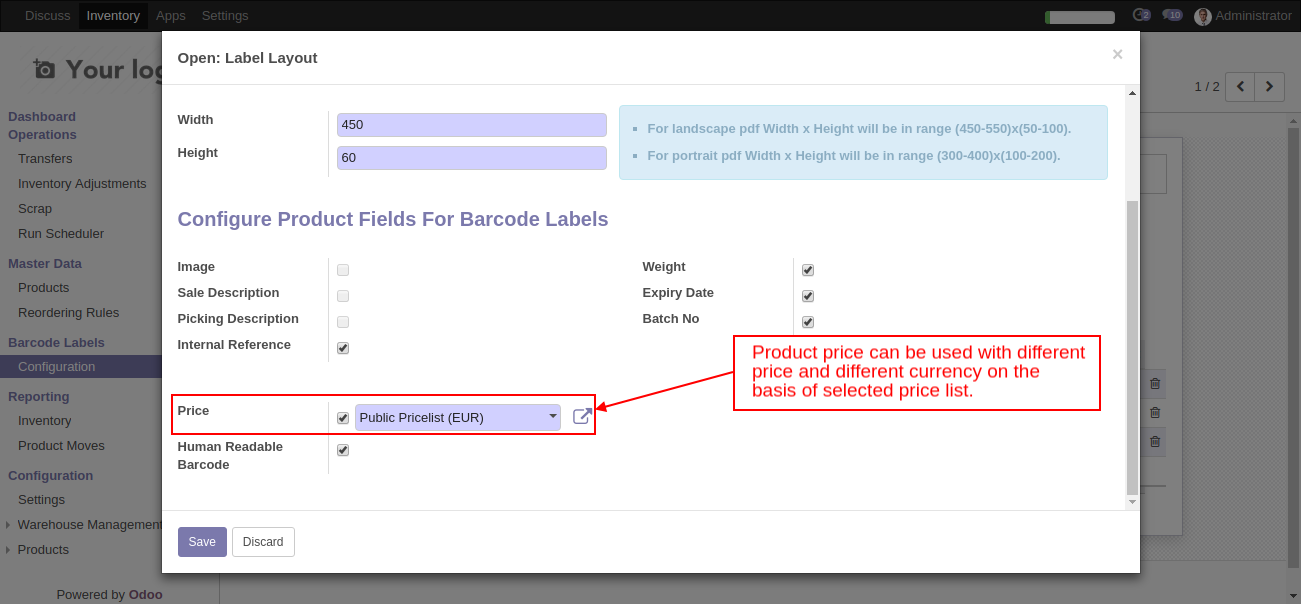 Discuss Inventory Apps Settings
2 10 Administrator
Your log
Open: Label Layout
×
1 / 2
Dashboard
Operations
Transfers
Inventory Adjustments
Scrap
Run Scheduler
Master Data
Products
Reordering Rules
Barcode Labels
Configuration
Reporting
Inventory
Product Moves
Configuration
Settings
Warehouse Management
Products
Powered by Odoo
Width 450
Height 60
For landscape pdf Width x Height will be in range (450-550)x(50-100).
For portrait pdf Width x Height will be in range (300-400)x(100-200).
Configure Product Fields For Barcode Labels
Image
Sale Description
Picking Description
Internal Reference
Weight
Expiry Date
Batch No
Product price can be used with different
price and different currency on the
basis of selected price list.
Price Public Pricelist (EUR)
Human Readable
Barcode
Save Discard